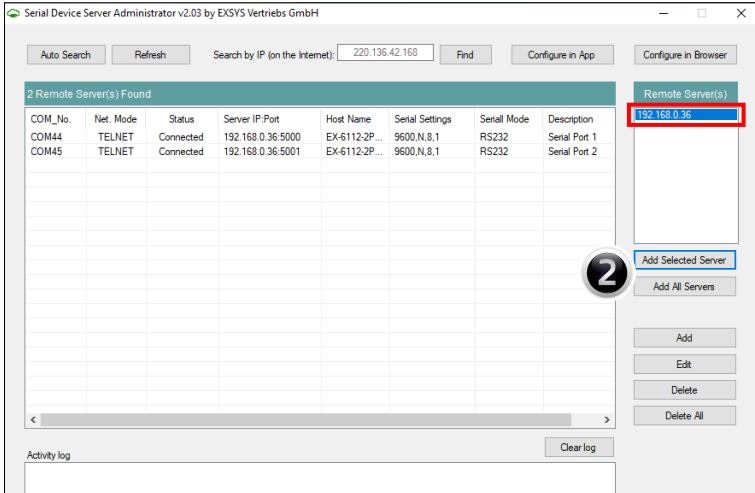 Serial Device Server Administrator v2.03 by EXSYS Vertriebs GmbH
Auto Search Refresh Search by IP (on the Internet): 220.136.42.168 Find Configure in App Configure in Browser
2 Remote Server(s) Found Remote Server(s)
COM_No. Net. Mode Status Server IP:Port Host Name Serial Settings Seriall Mode Description
192.168.0.36
COM44 TELNET Connected 192.168.0.36:5000 EX-6112-2P... 9600,N,8,1 RS232 Serial Port 1
COM45 TELNET Connected 192.168.0.36:5001 EX-6112-2P... 9600,N,8,1 RS232 Serial Port 2
2
Add Selected Server
Add All Servers
Add
Edit
Delete
Delete All
Activity log Clear log